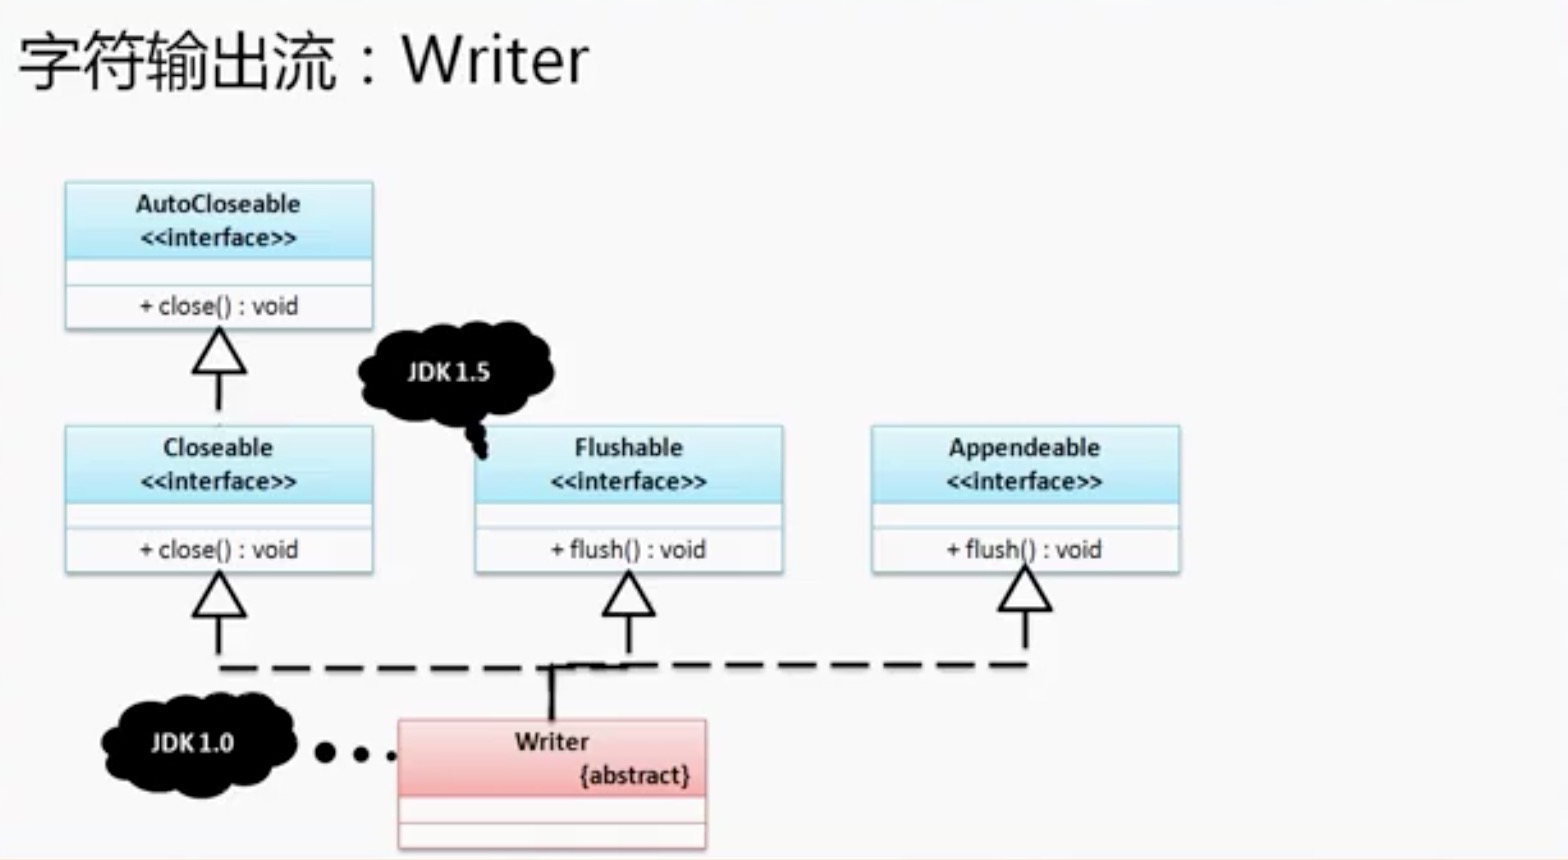 字符输出流：Writer
AutoCloseable
<<interface>>
+ close() : void
JDK 1.5
Closeable
<<interface>>
+ close() : void
Flushable
<<interface>>
+ flush() : void
Appendeable
<<interface>>
+ flush() : void
JDK 1.0
Writer
{abstract}